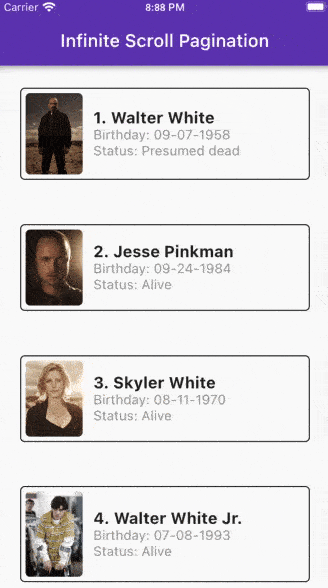 Carrier 8:88 PM
Infinite Scroll Pagination
1. Walter White
Birthday: 09-07-1958
Status: Presumed dead
2. Jesse Pinkman
Birthday: 09-24-1984
Status: Alive
3. Skyler White
Birthday: 08-11-1970
Status: Alive
4. Walter White Jr.
Birthday: 07-08-1993
Status: Alive